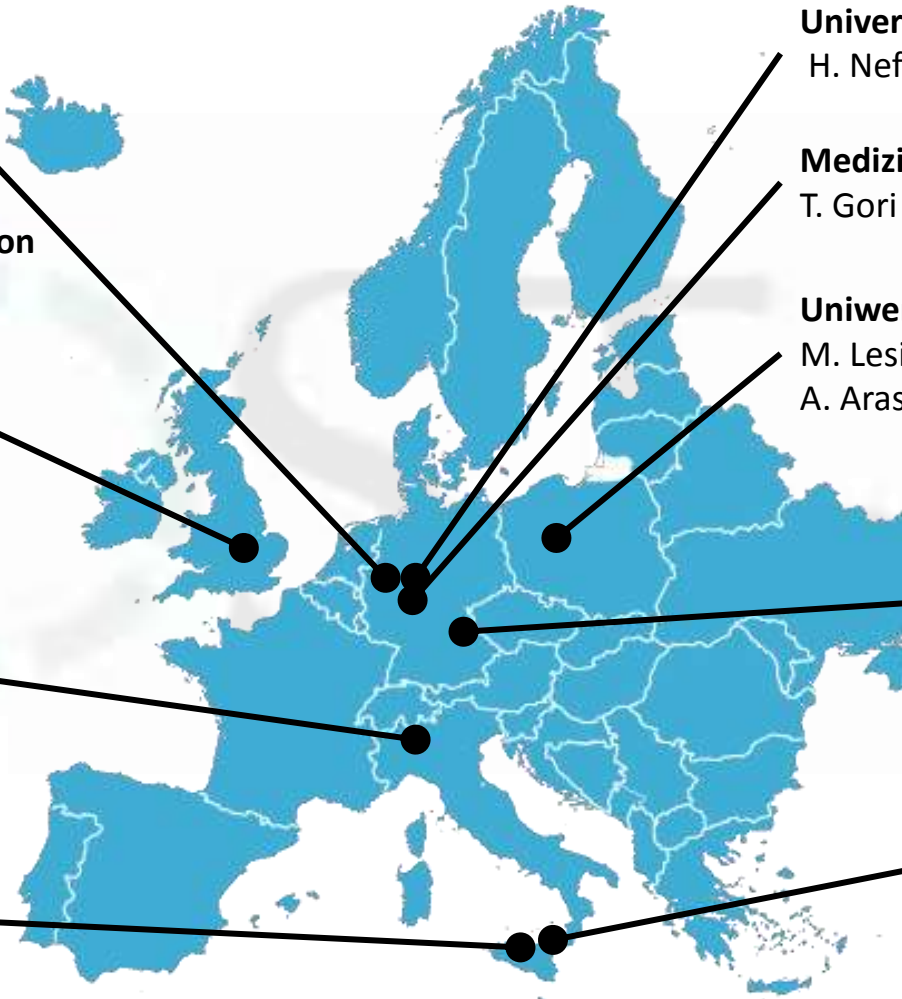 Univer
H. Nef
Medizi
T. Gori
on
Uniwe
M. Lesi
A. Aras